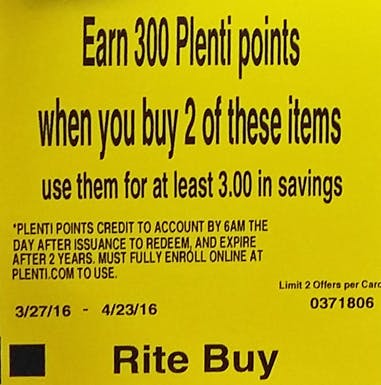 Earn 300 Plenti points
when you buy 2 of these items
use them for at least 3.00 in savings
*PLENTI POINTS CREDIT TO ACCOUNT BY 6AM THE
DAY AFTER ISSUANCE TO REDEEM, AND EXPIRE
AFTER 2 YEARS. MUST FULLY ENROLL ONLINE AT
PLENTI.COM TO USE.
Limit 2 Offers per Card
3/27/16 - 4/23/16
0371806
Rite Buy